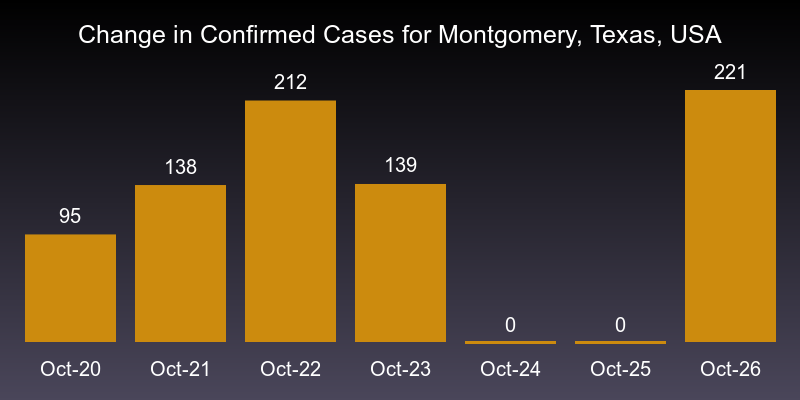 Change in Confirmed Cases for Montgomery, Texas, USA
95
138
212
139
0
0
221
Oct-20
Oct-21
Oct-22
Oct-23
Oct-24
Oct-25
Oct-26